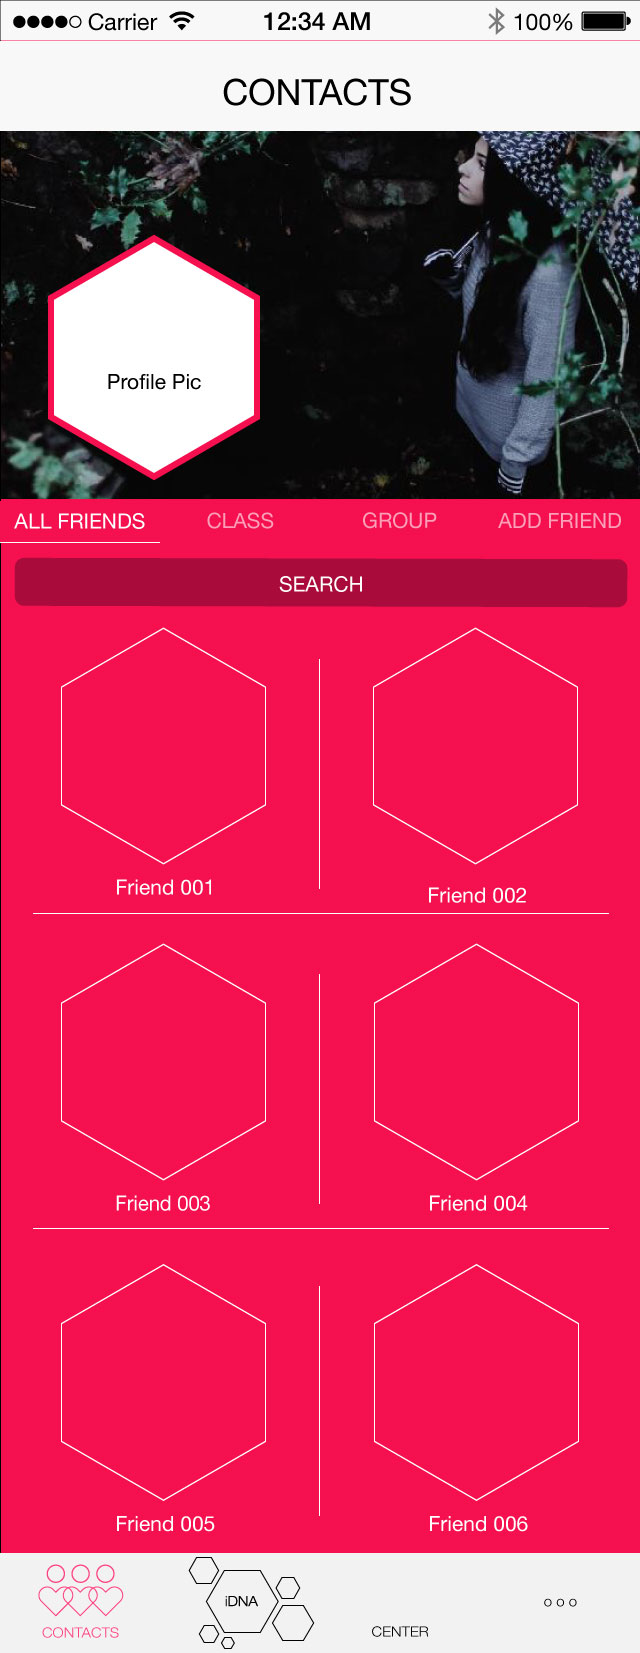 Carrier 12:34 AM 100%
CONTACTS
Profile Pic
ALL FRIENDS CLASS GROUP ADD FRIEND
SEARCH
Friend 001 Friend 002
Friend 003 Friend 004
Friend 005 Friend 006
iDNA
CONTACTS CENTER